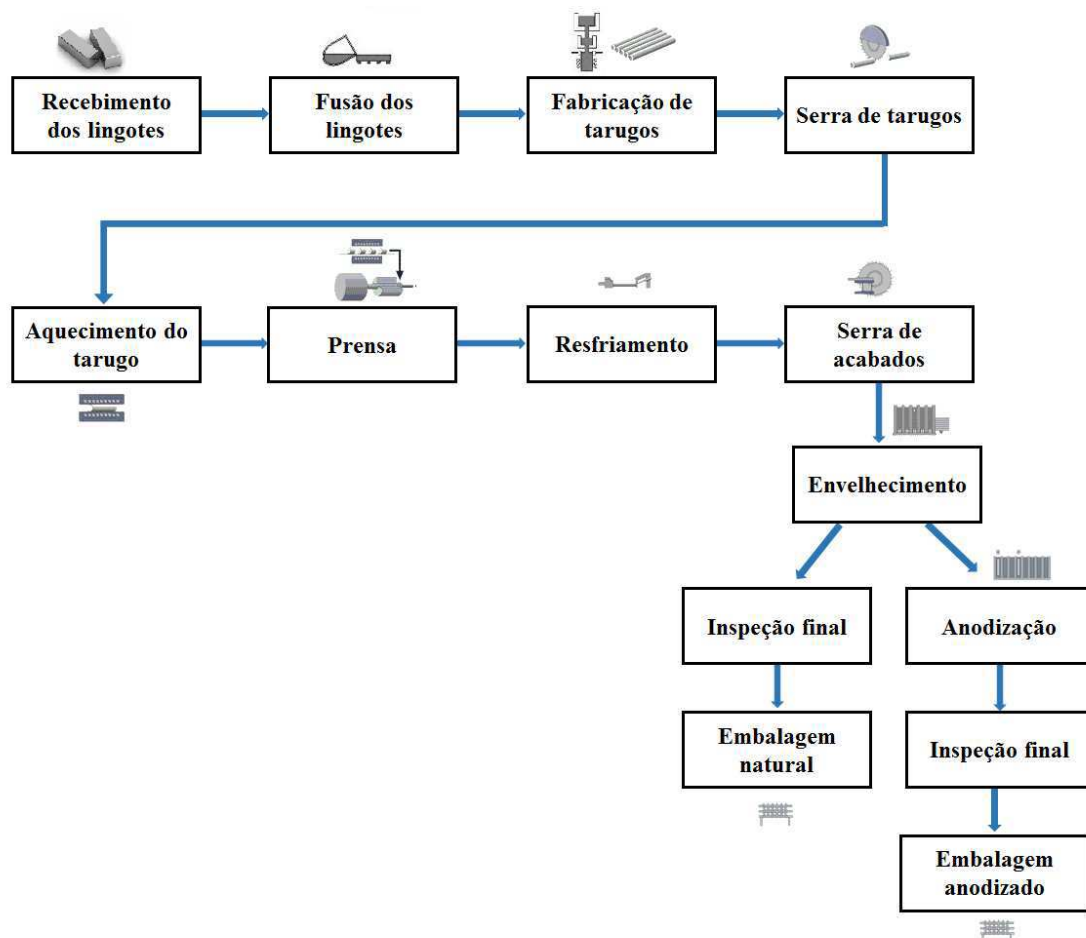 Recebimento
dos lingotes
Fusão dos
lingotes
Fabricação de
tarugos
Serra de tarugos
Aquecimento do
tarugo
Prensa
Resfriamento
Serra de
acabados
Envelhecimento
Inspeção final
Anodização
Embalagem
natural
Inspeção final
Embalagem
anodizado